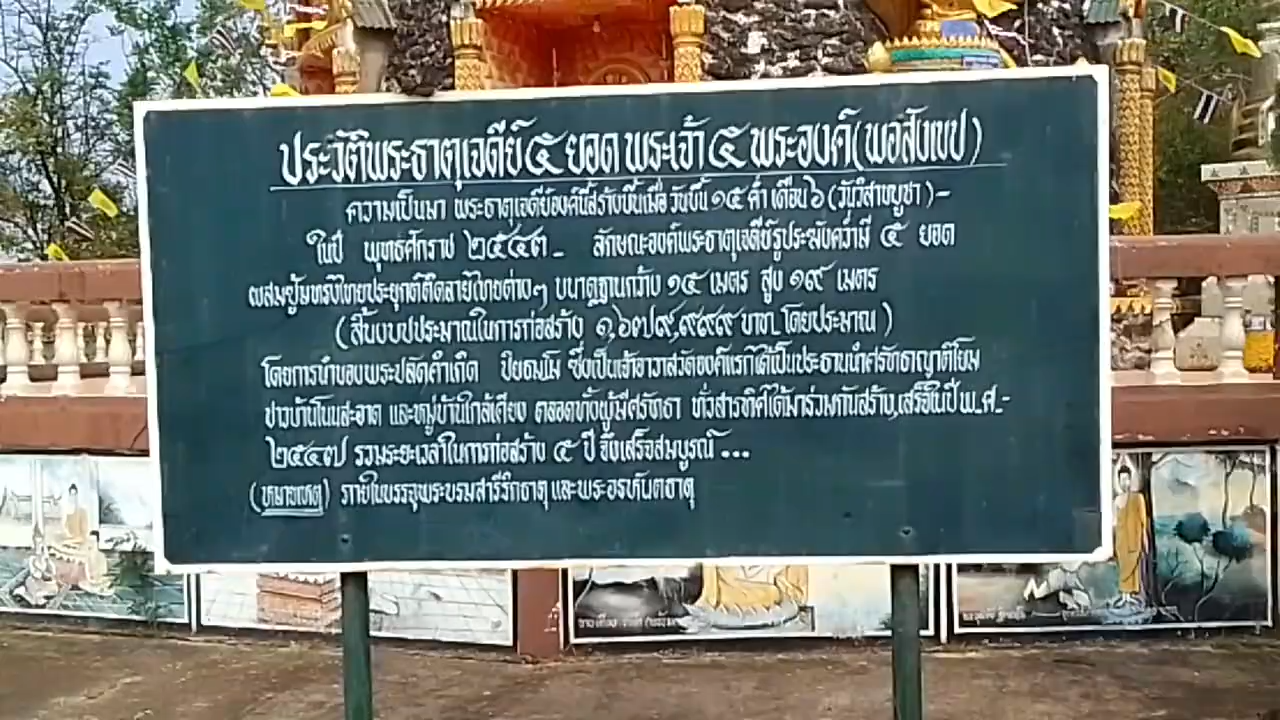 ประวัติพระธาตุเจดีย์ ๕ ยอด พระเจ้า ๕ พระองค์ (พอสังเขป)
ความเป็นมา พระธาตุเจดีย์องค์นี้สร้างขึ้นเมื่อ วันขึ้น ๑๕ ค่ำ เดือน ๖ (วันวิสาขบูชา) -
ในปี พุทธศักราช ๒๕๔๓ - ลักษณะองค์พระธาตุเจดีย์รูประฆังคว่ำมี ๕ ยอด
ผสมซุ้มทรงไทยประยุกต์ติดลายไทยต่างๆ ขนาดฐานกว้าง ๑๕ เมตร สูง ๑๙ เมตร
(สิ้นงบประมาณในการก่อสร้าง ๑,๖๗๙,๙๙๙ บาท โดยประมาณ)
โดยการนำของพระปลัดคำเกิด ปิยธมฺโม ซึ่งเป็นเจ้าอาวาสวัดองค์แรกได้เป็นประธานนำศรัทธาญาติโยม
ชาวบ้านโนนสะอาด และหมู่บ้านใกล้เคียง ตลอดทั้งผู้มีศรัทธา ทั่วสารทิศได้มาร่วมกันสร้าง,เสร็จในปี พ.ศ.-
๒๕๔๗ รวมระยะเวลาในการก่อสร้าง ๕ ปี จึงเสร็จสมบูรณ์ ...
(หมายเหตุ) ภายในบรรจุพระบรมสารีริกธาตุ และพระอรหันตธาตุ